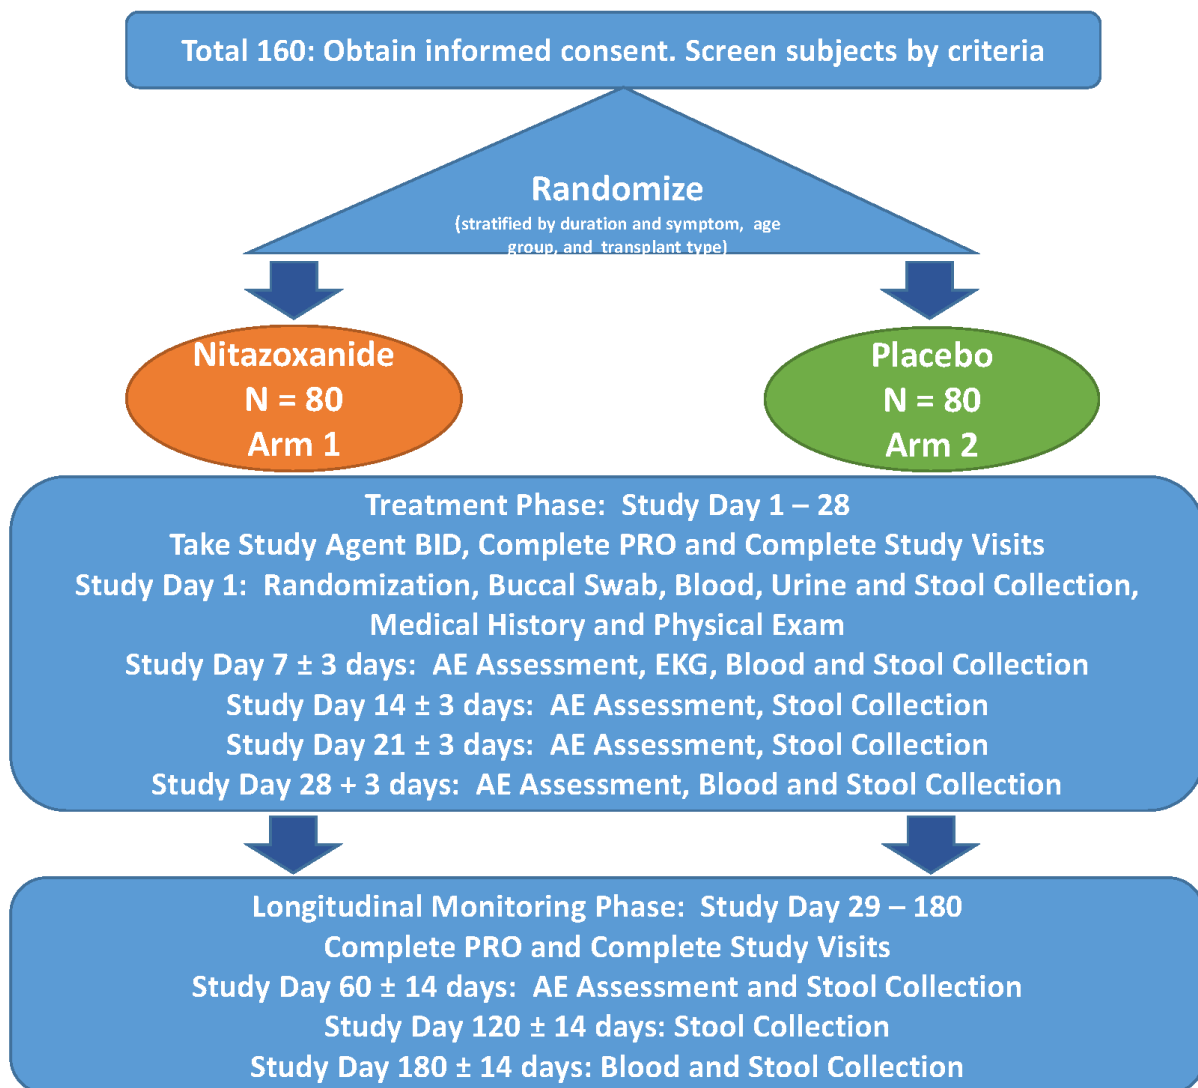 Total 160: Obtain informed consent. Screen subjects by criteria
Randomize
(stratified by duration and symptom, age
group, and transplant type)
Nitazoxanide
N = 80
Arm 1
Placebo
N = 80
Arm 2
Treatment Phase: Study Day 1 – 28
Take Study Agent BID, Complete PRO and Complete Study Visits
Study Day 1: Randomization, Buccal Swab, Blood, Urine and Stool Collection,
Medical History and Physical Exam
Study Day 7 ± 3 days: AE Assessment, EKG, Blood and Stool Collection
Study Day 14 ± 3 days: AE Assessment, Stool Collection
Study Day 21 ± 3 days: AE Assessment, Stool Collection
Study Day 28 + 3 days: AE Assessment, Blood and Stool Collection
Longitudinal Monitoring Phase: Study Day 29 – 180
Complete PRO and Complete Study Visits
Study Day 60 ± 14 days: AE Assessment and Stool Collection
Study Day 120 ± 14 days: Stool Collection
Study Day 180 ± 14 days: Blood and Stool Collection